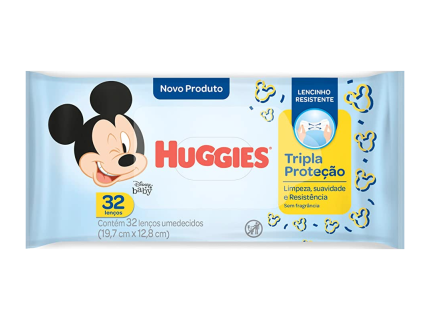 Novo Produto
LENCINHO
RESISTENTE
HUGGIES®
Tripla
Proteção
Limpeza, suavidade
e Resistência
Sem fragrância
Disney
baby
32
lenços
Contém 32 lenços umedecidos
(19,7 cm x 12,8 cm)